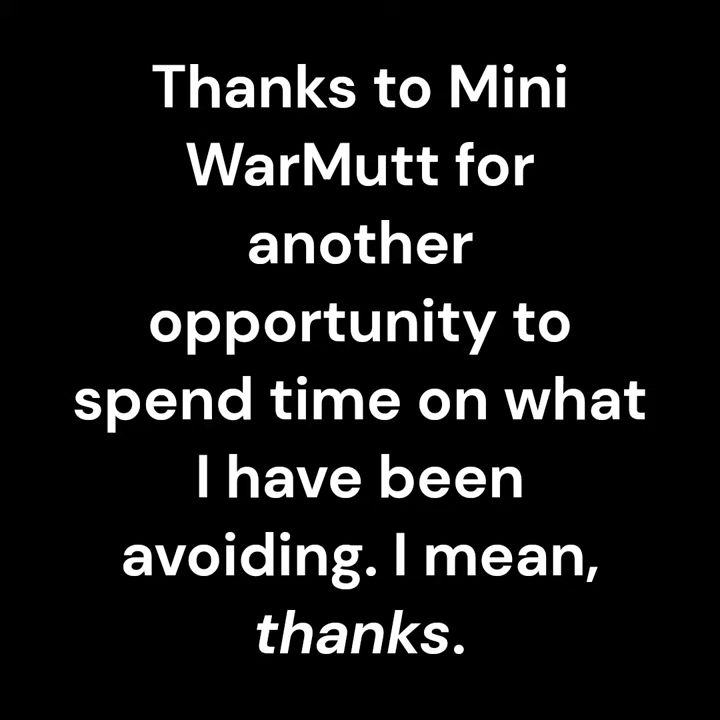 Thanks to Mini
WarMutt for
another
opportunity to
spend time on what
I have been
avoiding. I mean,
thanks.